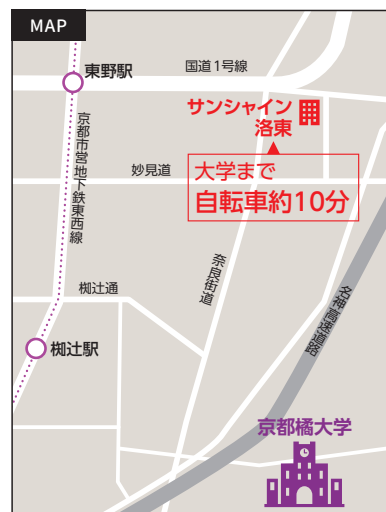 MAP
東野駅
国道1号線
サンシャイン
洛東
京都市営地下鉄東西線
妙見道
大学まで
自転車約10分
奈良街道
椥辻通
名神高速道路
椥辻駅
京都橘大学